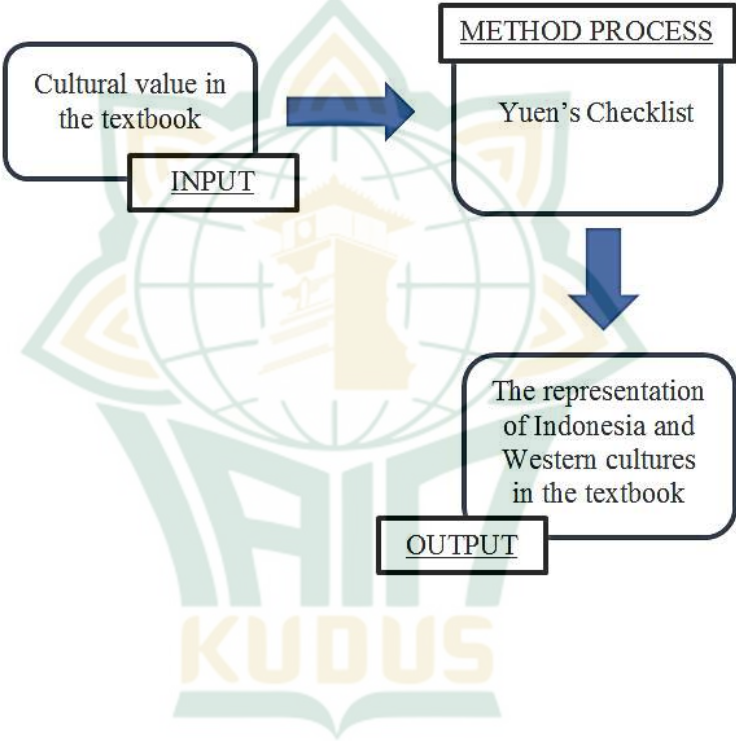 METHOD PROCESS
Cultural value in
the textbook
INPUT
Yuen's Checklist
The representation
of Indonesia and
Western cultures
in the textbook
OUTPUT
IAIN
KUDUS